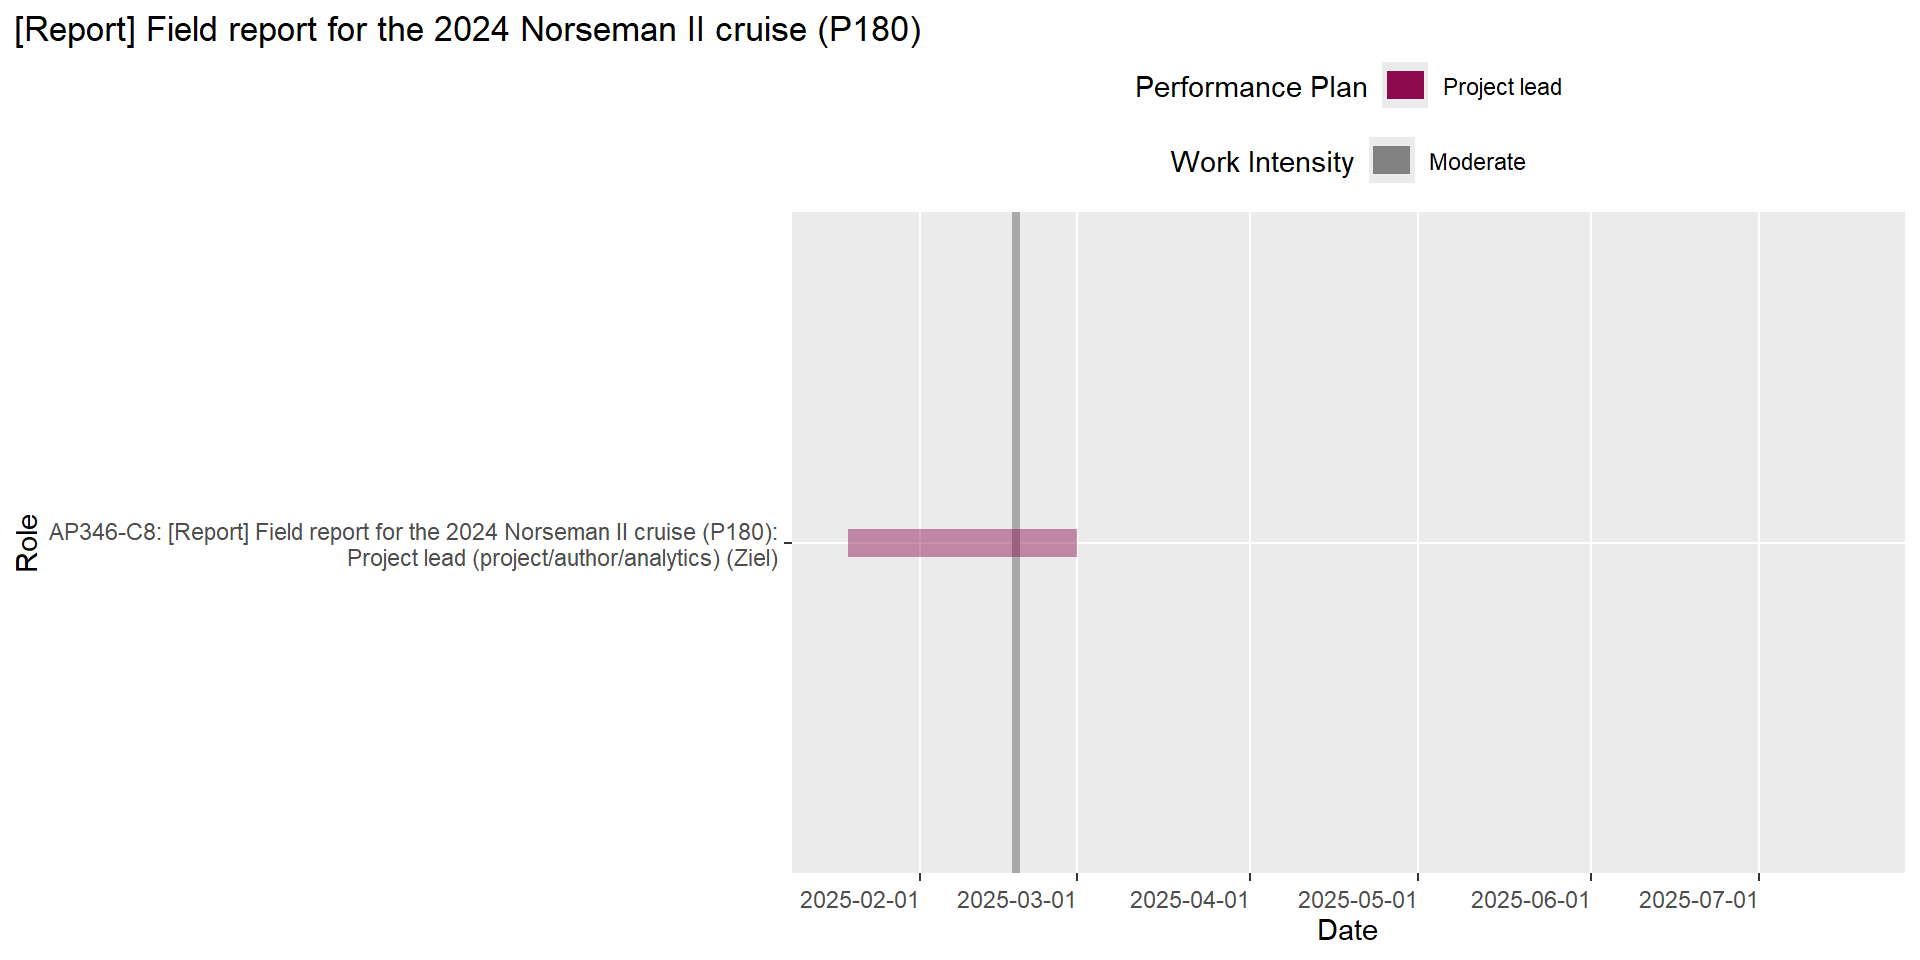 [Report] Field report for the 2024 Norseman II cruise (P180)
Performance Plan
Project lead
Work Intensity
Moderate
Role
AP346-C8: [Report] Field report for the 2024 Norseman II cruise (P180):
Project lead (project/author/analytics) (Ziel)
2025-02-01
2025-03-01
2025-04-01
2025-05-01
2025-06-01
2025-07-01
Date